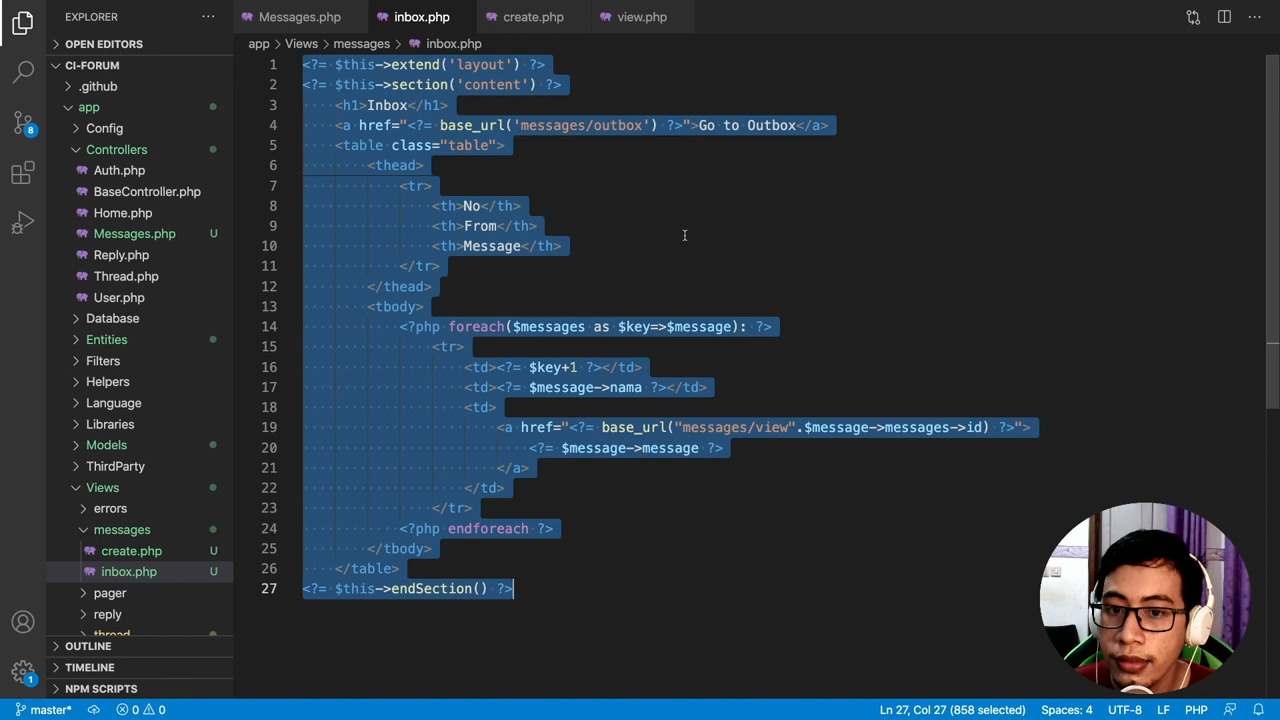 EXPLORER
Messages.php
inbox.php
create.php
view.php
OPEN EDITORS
app > Views > messages > inbox.php
CI-FORUM
.github
app
Config
Controllers
Auth.php
BaseController.php
Home.php
Messages.php U
Reply.php
Thread.php
User.php
Database
Entities
Filters
Helpers
Language
Libraries
Models
ThirdParty
Views
errors
messages
create.php U
inbox.php U
pager
reply
thread
OUTLINE
TIMELINE
NPM SCRIPTS
8
1
1 <?= $this->extend('layout') ?>
2 <?= $this->section('content') ?>
3 <h1>Inbox</h1>
4 <a href="<?= base_url('messages/outbox') ?>">Go to Outbox</a>
5 <table class="table">
6 <thead>
7 <tr>
8 <th>No</th>
9 <th>From</th>
10 <th>Message</th>
11 </tr>
12 </thead>
13 <tbody>
14 <?php foreach($messages as $key=>$message): ?>
15 <tr>
16 <td><?= $key+1 ?></td>
17 <td><?= $message->nama ?></td>
18 <td>
19 <a href="<?= base_url("messages/view".$message->messages->id) ?>">
20 <?= $message->message ?>
21 </a>
22 </td>
23 </tr>
24 <?php endforeach ?>
25 </tbody>
26 </table>
27 <?= $this->endSection() ?>
master* 0 0 Ln 27, Col 27 (858 selected) Spaces: 4 UTF-8 LF PHP